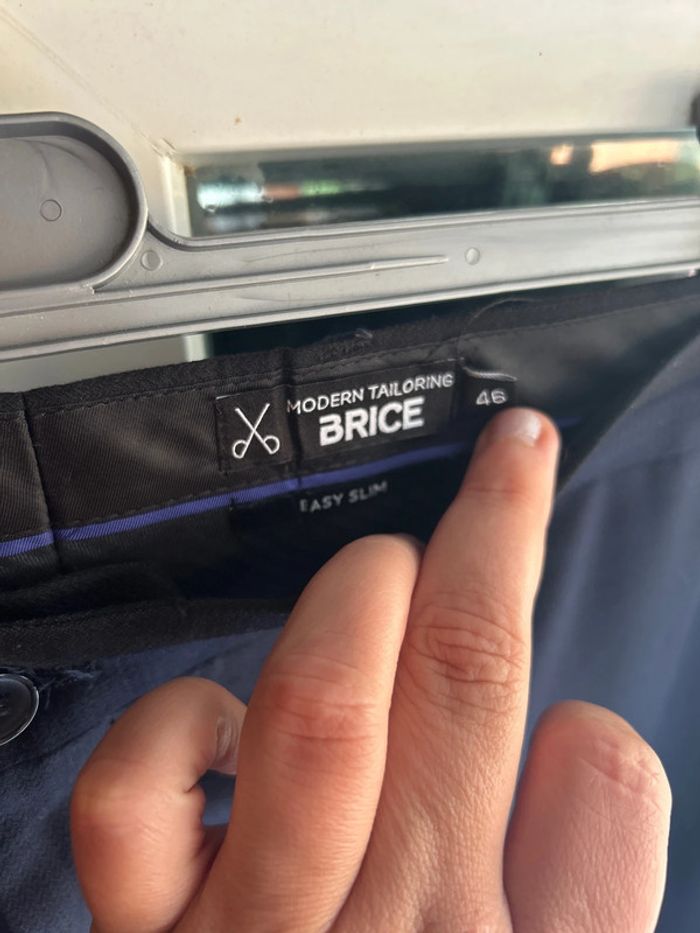 MODERN TAILORING
BRICE
46
EASY SLIM